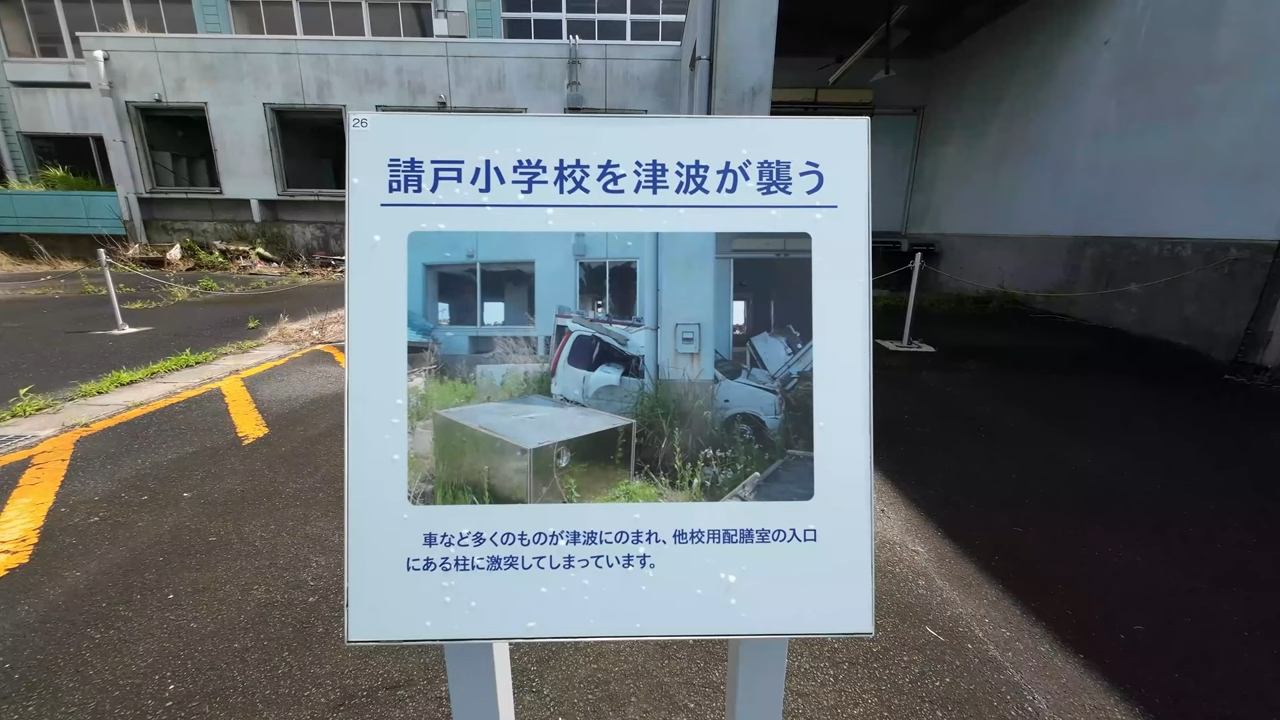 26
請戸小学校を津波が襲う
車など多くのものが津波にのまれ、他校用配膳室の入口
にある柱に激突してしまっています。